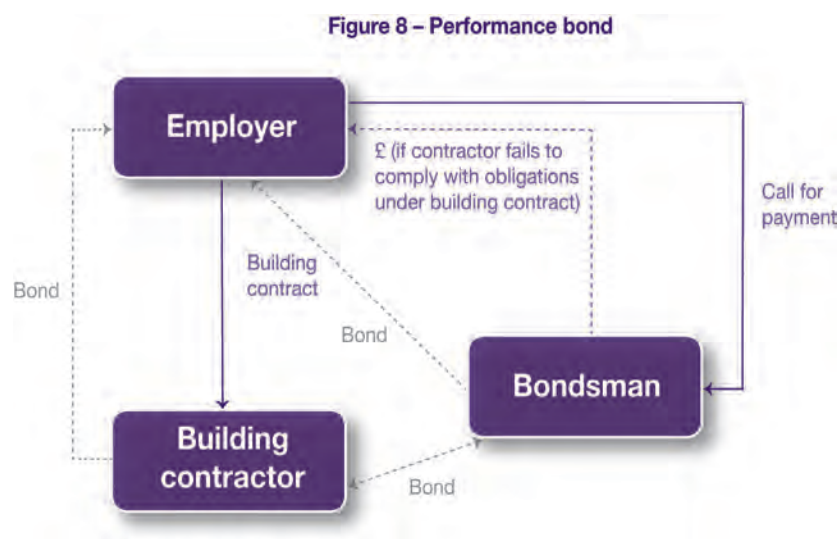 Figure 8 – Performance bond
Employer
£ (if contractor fails to
comply with obligations
under building contract)
Call for
payment
Building
contract
Bond
Bond
Bondsman
Building
contractor
Bond